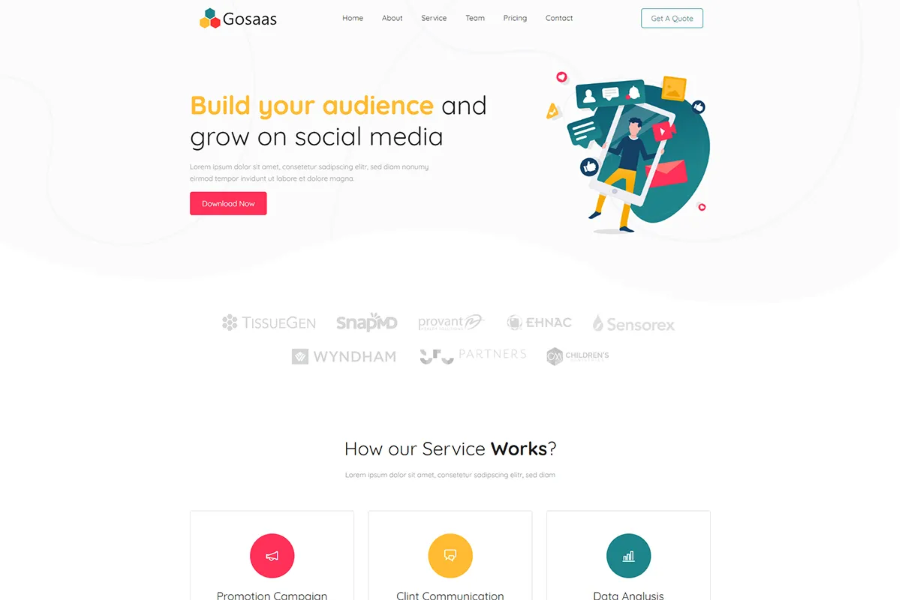 Gosaas
Home About Service Team Pricing Contact
Get A Quote
Build your audience and
grow on social media
Lorem ipsum dolor sit amet, consetetur sadipscing elitr, sed diam nonumy
eirmod tempor invidunt ut labore et dolore magna.
Download Now
TISSUEGEN SnapMD provant EHNAC Sensorex
WYNDHAM PARTNERS CHILDREN'S
How our Service Works?
Lorem ipsum dolor sit amet, consetetur sadipscing elitr, sed diam
Promotion Campaign
Clint Communication
Data Analysis